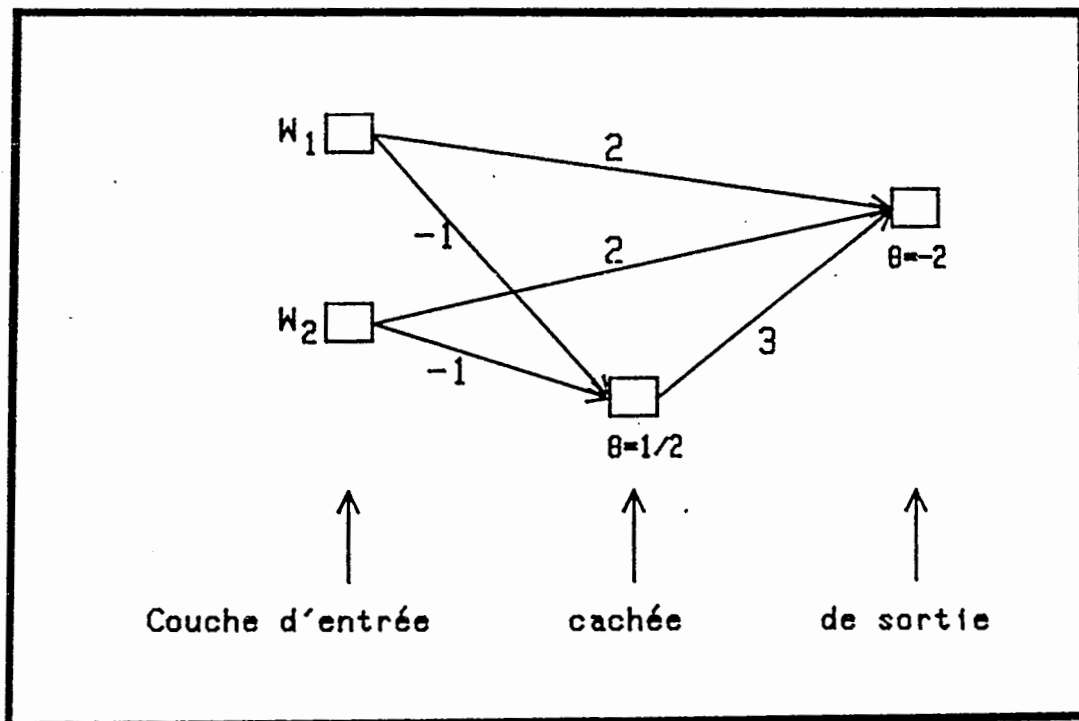 W1
2
-1
2
θ=-2
W2
3
-1
θ=1/2
Couche d'entrée cachée de sortie